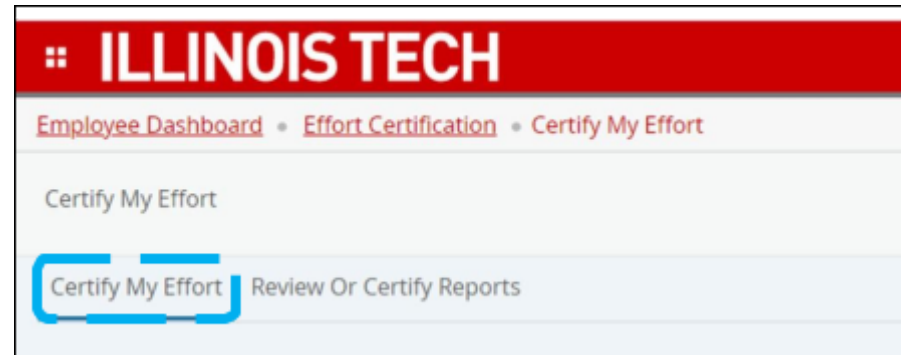 ILLINOIS TECH
Employee Dashboard • Effort Certification • Certify My Effort
Certify My Effort
Certify My Effort Review Or Certify Reports